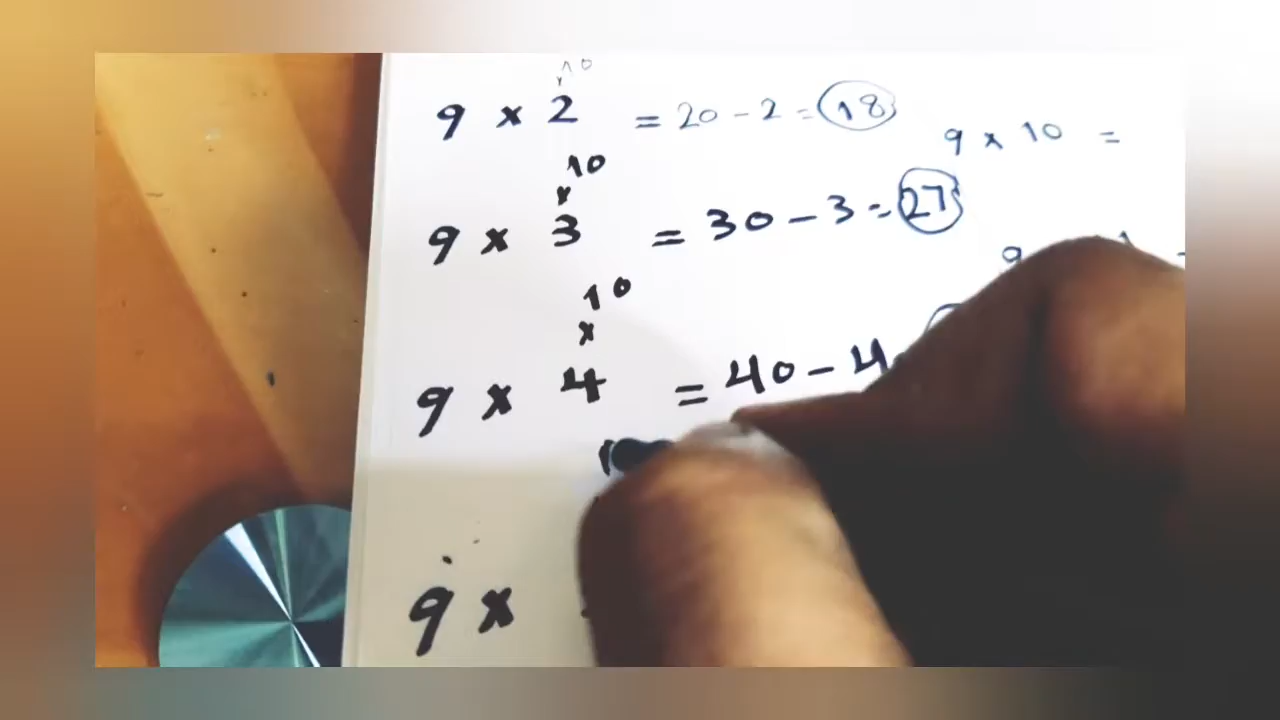 10
×
9 × 2 = 20 - 2 = 18
9 × 10 =
10
×
9 × 3 = 30 - 3 = 27
9
10
×
9 × 4 = 40 - 4
9 ×